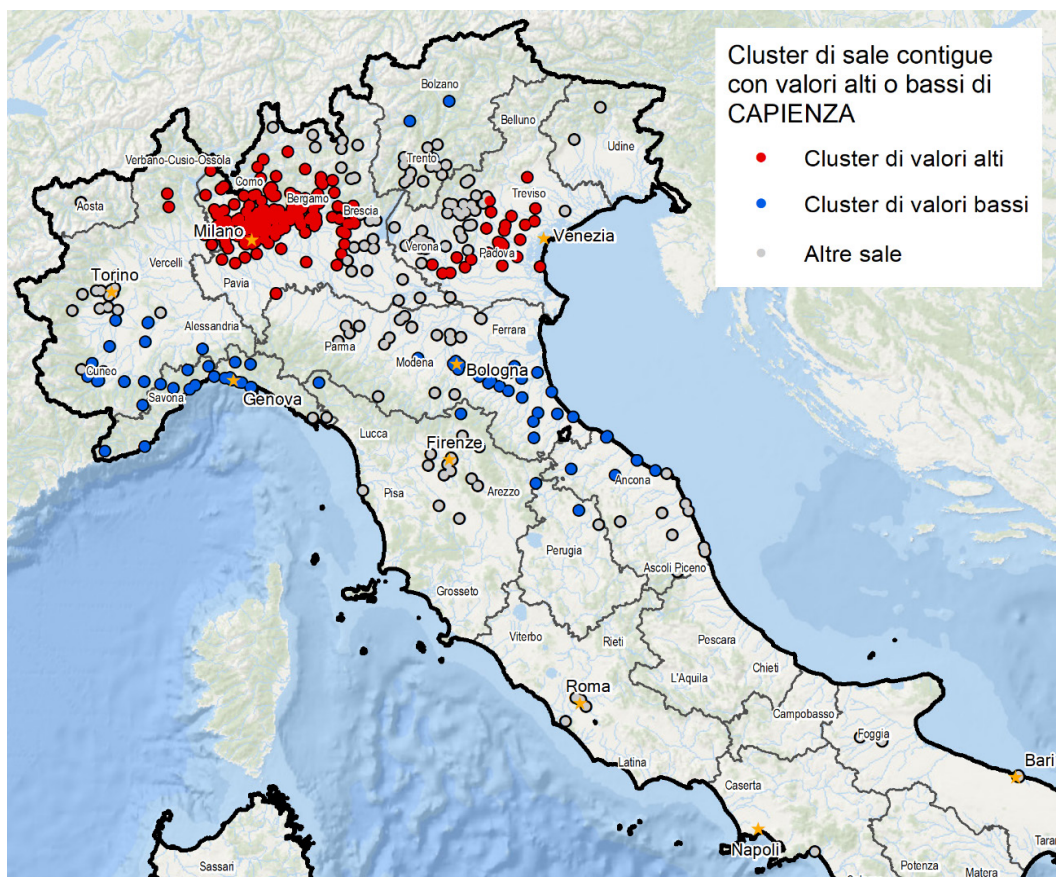 Cluster di sale contigue
con valori alti o bassi di
CAPIENZA
Cluster di valori alti
Cluster di valori bassi
Altre sale
Bolzano
Belluno
Udine
Verbano-Cusio-Ossola
Trento
Como
Treviso
Aosta
Bergamo
Brescia
Milano
Venezia
Verona
Padova
Vercelli
Torino
Pavia
Alessandria
Ferrara
Parma
Modena
Bologna
Cuneo
Savona
Genova
Lucca
Firenze
Pisa
Arezzo
Ancona
Perugia
Ascoli Piceno
Grosseto
Viterbo
Rieti
Pescara
L'Aquila
Chieti
Roma
Campobasso
Foggia
Latina
Bari
Caserta
Napoli
Taran
Sassari
Potenza
Matera